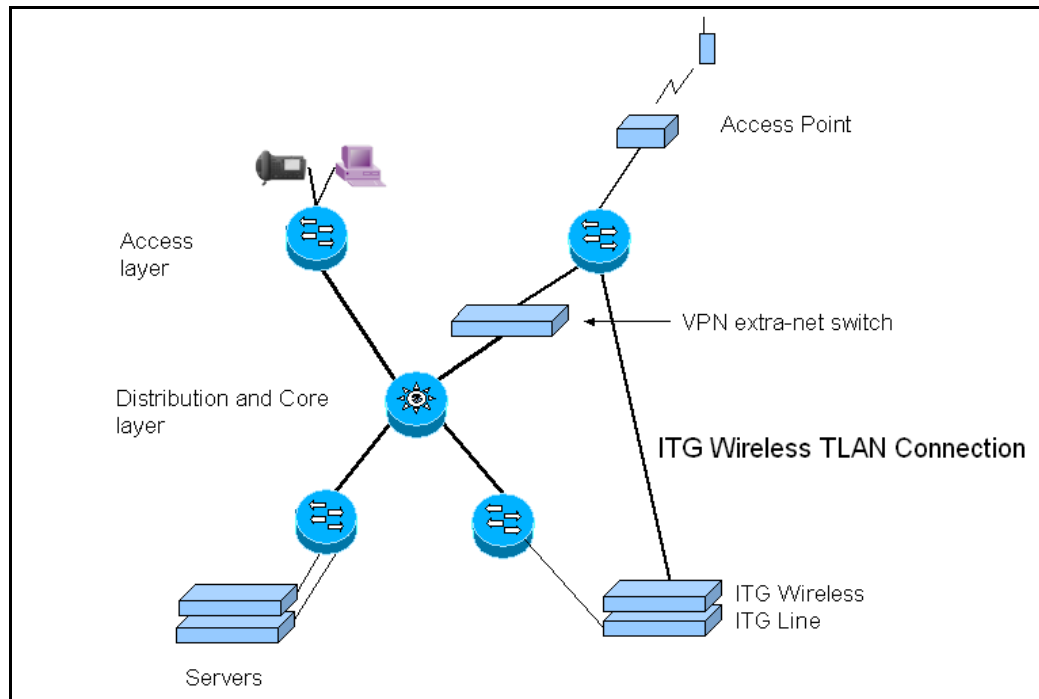 Access Point
Access
layer
VPN extra-net switch
Distribution and Core
layer
ITG Wireless TLAN Connection
ITG Wireless
ITG Line
Servers